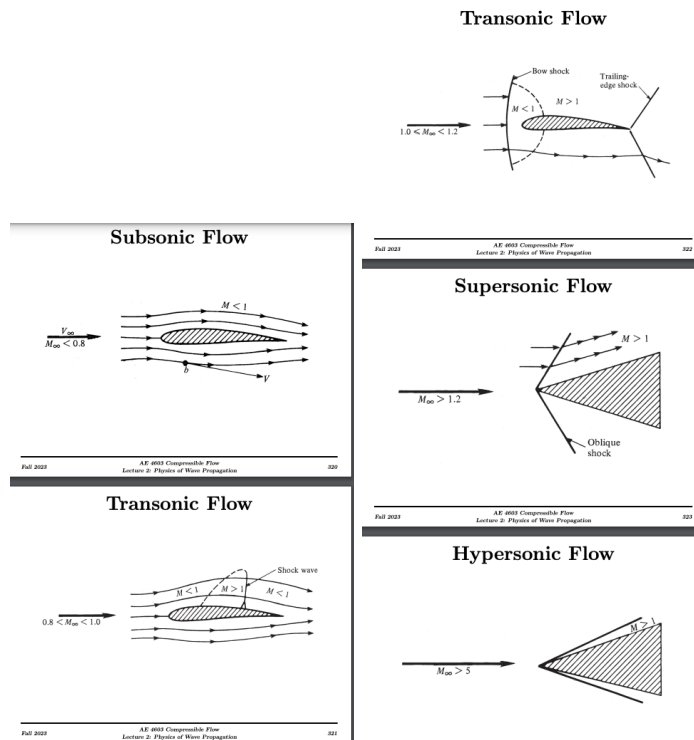 Transonic Flow
Bow shock
Trailing-
edge shock
M < 1
M > 1
1.0 ⩽ M∞ < 1.2
Fall 2023
AE 4603 Compressible Flow
Lecture 2: Physics of Wave Propagation
322
Subsonic Flow
M < 1
V∞
M∞ < 0.8
b
V
Fall 2023
AE 4603 Compressible Flow
Lecture 2: Physics of Wave Propagation
320
Supersonic Flow
M > 1
M∞ > 1.2
Oblique
shock
Fall 2023
AE 4603 Compressible Flow
Lecture 2: Physics of Wave Propagation
323
Transonic Flow
Shock wave
M < 1
M > 1
M < 1
0.8 < M∞ < 1.0
Fall 2023
AE 4603 Compressible Flow
Lecture 2: Physics of Wave Propagation
321
Hypersonic Flow
M > 1
M∞ > 5